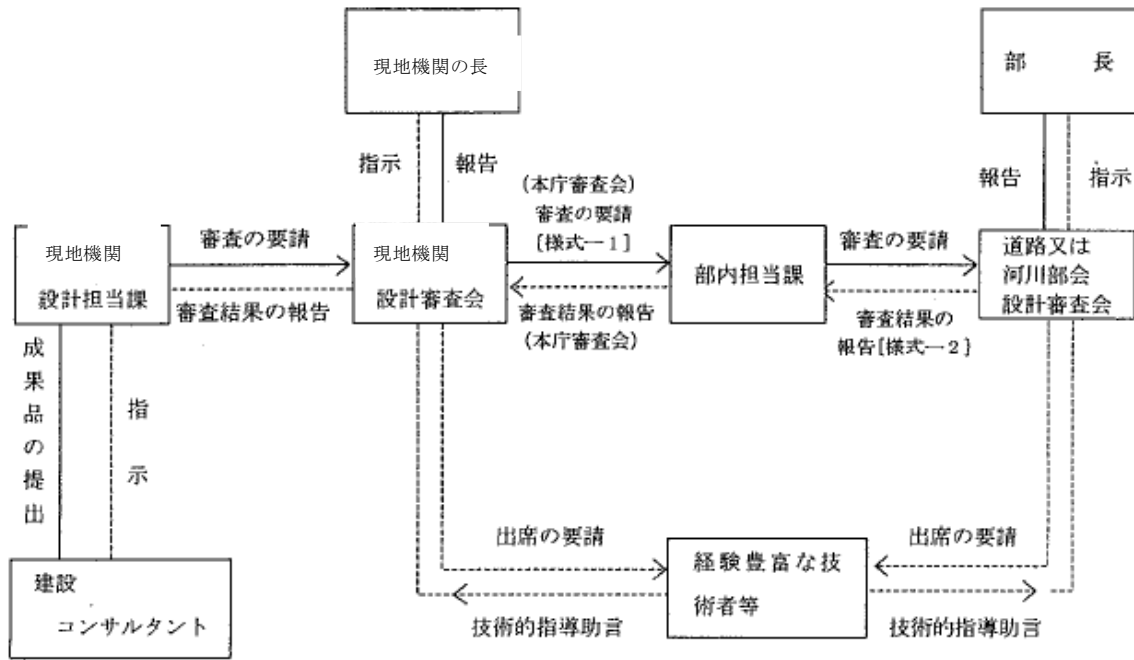 現地機関の長
部 長
指示
報告
報告
指示
(本庁審査会)
審査の要請
[様式一1]
現地機関
設計担当課
審査の要請
審査結果の報告
現地機関
設計審査会
審査結果の報告
(本庁審査会)
部内担当課
審査の要請
審査結果の
報告[様式一2]
道路又は
河川部会
設計審査会
成果品の提出
指示
出席の要請
出席の要請
建設
コンサルタント
経験豊富な技
術者等
技術的指導助言
技術的指導助言